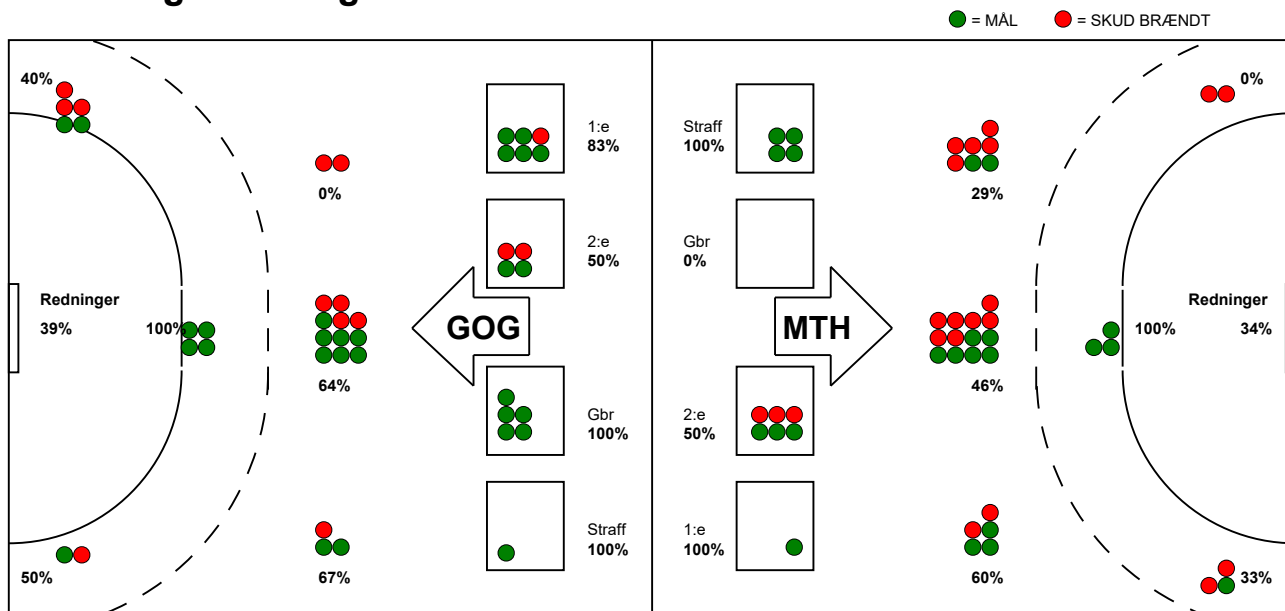 = MÅL
= SKUD BRÆNDT
40%
0%
1:e
83%
2:e
50%
Redninger
39%
100%
64%
GOG
Gbr
100%
Straff
100%
50%
67%
Straff
100%
29%
0%
Gbr
0%
MTH
46%
100%
Redninger
34%
2:e
50%
1:e
100%
60%
33%